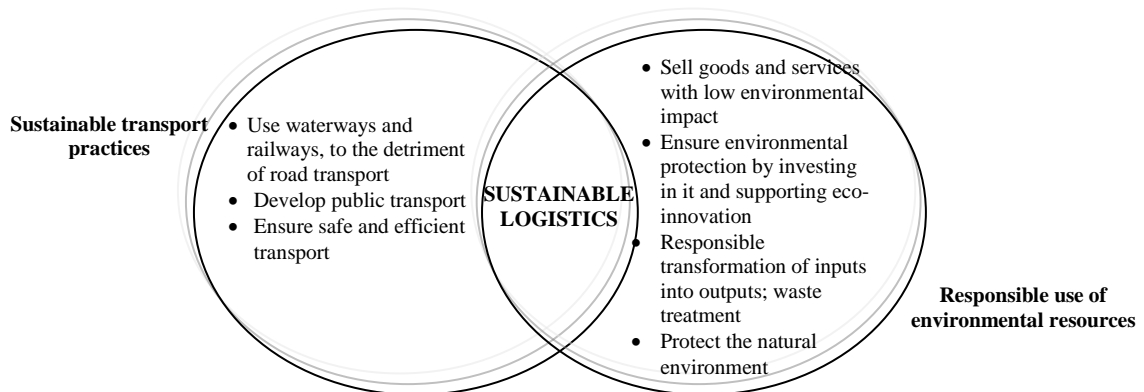 Sustainable transport
practices
• Use waterways and
railways, to the detriment
of road transport
• Develop public transport
• Ensure safe and efficient
transport
SUSTAINABLE
LOGISTICS
• Sell goods and services
with low environmental
impact
• Ensure environmental
protection by investing
in it and supporting eco-
innovation
• Responsible
transformation of inputs
into outputs; waste
treatment
• Protect the natural
environment
Responsible use of
environmental resources